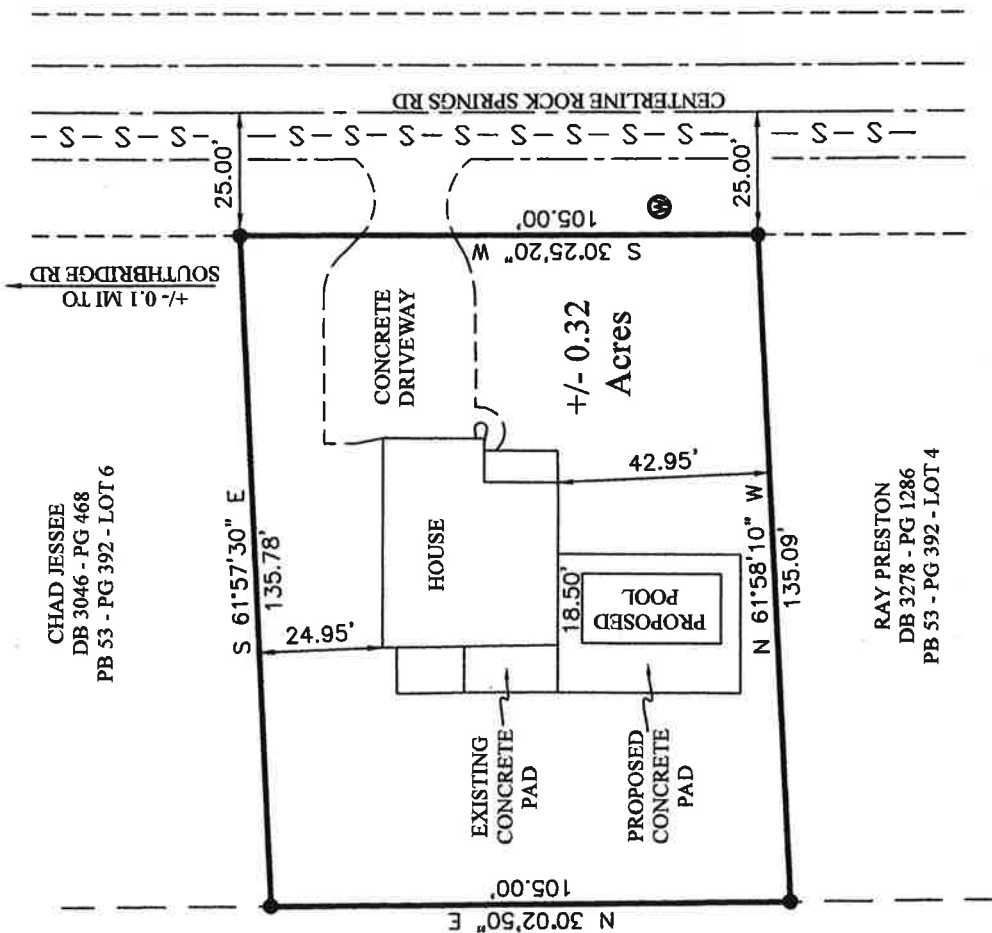 CENTERLINE ROCK SPRINGS RD
S S S S S S S S S S S
25.00'
25.00'
+/- 0.1 MI TO
SOUTHBRIDGE RD
S 30°25'20" W
105.00'
W
CHAD JESSEE
DB 3046 - PG 468
PB 53 - PG 392 - LOT 6
S 61°57'30" E
135.78'
CONCRETE
DRIVEWAY
+/- 0.32
Acres
HOUSE
24.95'
42.95'
18.50'
PROPOSED
POOL
EXISTING
CONCRETE
PAD
PROPOSED
CONCRETE
PAD
N 61°58'10" W
135.09'
N 30°02'50" E
105.00'
RAY PRESTON
DB 3278 - PG 1286
PB 53 - PG 392 - LOT 4